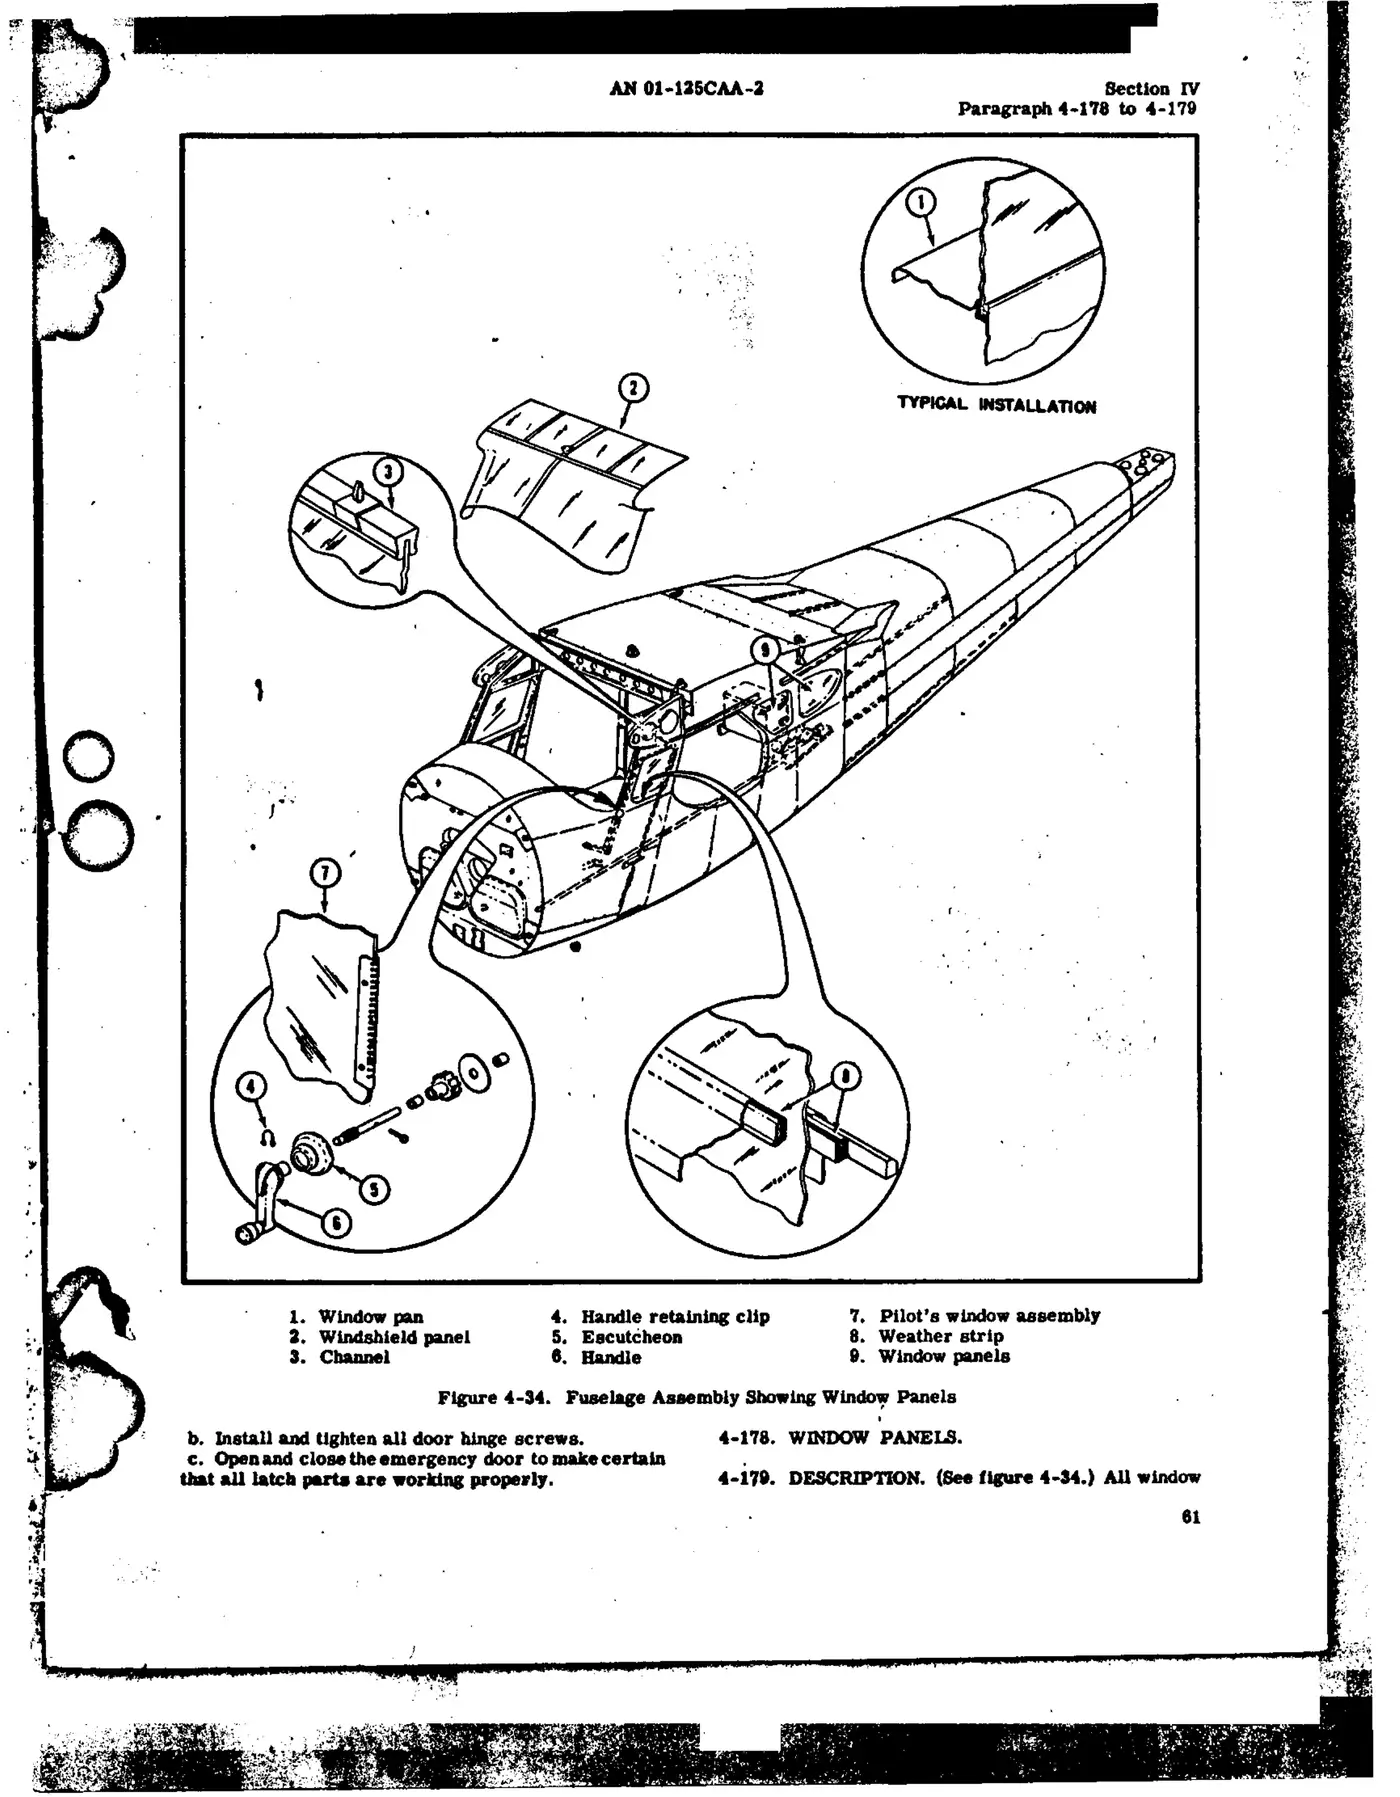 AN 01-125CAA-2
Section IV
Paragraph 4-178 to 4-179
1
TYPICAL INSTALLATION
2
3
9
7
4
5
6
8
1. Window pan
2. Windshield panel
3. Channel
4. Handle retaining clip
5. Escutcheon
6. Handle
7. Pilot's window assembly
8. Weather strip
9. Window panels
Figure 4-34. Fuselage Assembly Showing Window Panels
b. Install and tighten all door hinge screws.
c. Open and close the emergency door to make certain
that all latch parts are working properly.
4-178. WINDOW PANELS.
4-179. DESCRIPTION. (See figure 4-34.) All window
61